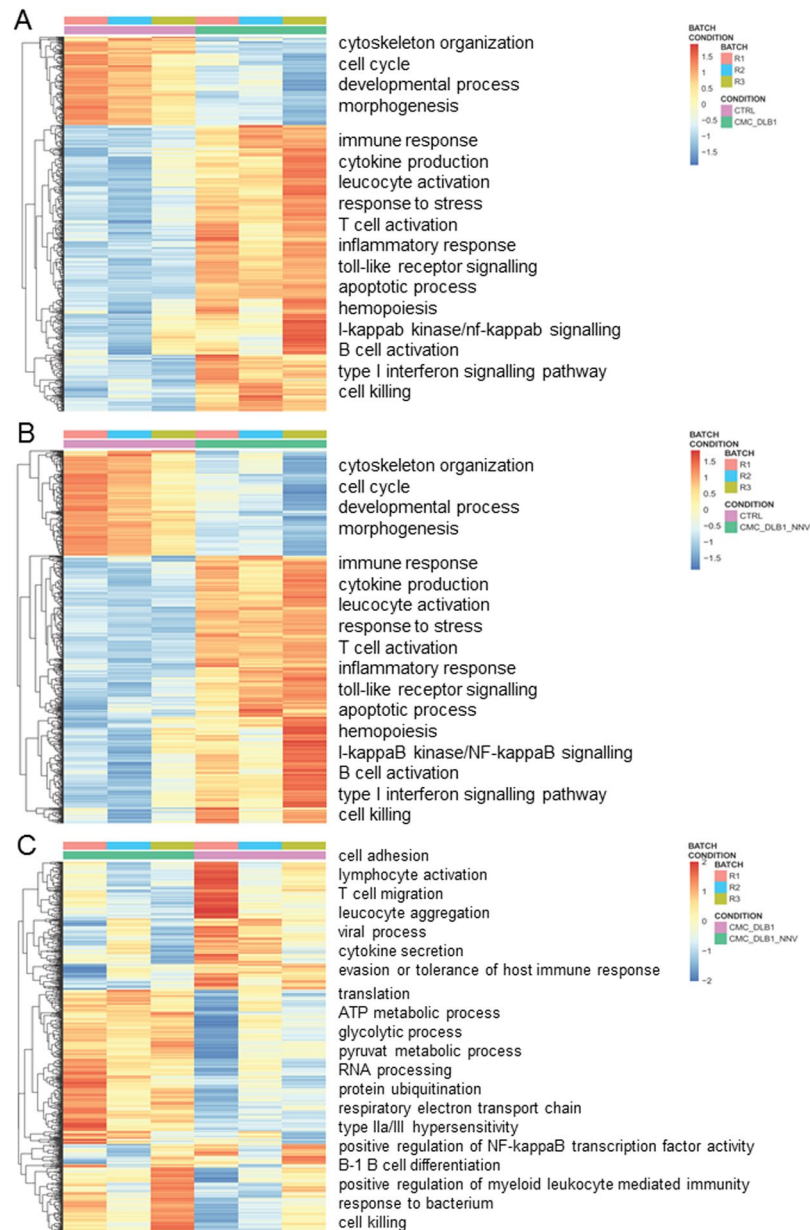 A
cytoskeleton organization
cell cycle
developmental process
morphogenesis
immune response
cytokine production
leucocyte activation
response to stress
T cell activation
inflammatory response
toll-like receptor signalling
apoptotic process
hemopoiesis
I-kappab kinase/nf-kappab signalling
B cell activation
type I interferon signalling pathway
cell killing
BATCH
CONDITION
1.5
1
0.5
0
−0.5
−1
−1.5
BATCH
R1
R2
R3
CONDITION
CTRL
CMC_DLB1
B
cytoskeleton organization
cell cycle
developmental process
morphogenesis
immune response
cytokine production
leucocyte activation
response to stress
T cell activation
inflammatory response
toll-like receptor signalling
apoptotic process
hemopoiesis
I-kappaB kinase/NF-kappaB signalling
B cell activation
type I interferon signalling pathway
cell killing
BATCH
CONDITION
1.5
1
0.5
0
−0.5
−1
−1.5
BATCH
R1
R2
R3
CONDITION
CTRL
CMC_DLB1_NNV
C
cell adhesion
lymphocyte activation
T cell migration
leucocyte aggregation
viral process
cytokine secretion
evasion or tolerance of host immune response
translation
ATP metabolic process
glycolytic process
pyruvat metabolic process
RNA processing
protein ubiquitination
respiratory electron transport chain
type IIa/III hypersensitivity
positive regulation of NF-kappaB transcription factor activity
B-1 B cell differentiation
positive regulation of myeloid leukocyte mediated immunity
response to bacterium
cell killing
BATCH
CONDITION
2
1
0
−1
−2
BATCH
R1
R2
R3
CONDITION
CMC_DLB1
CMC_DLB1_NNV